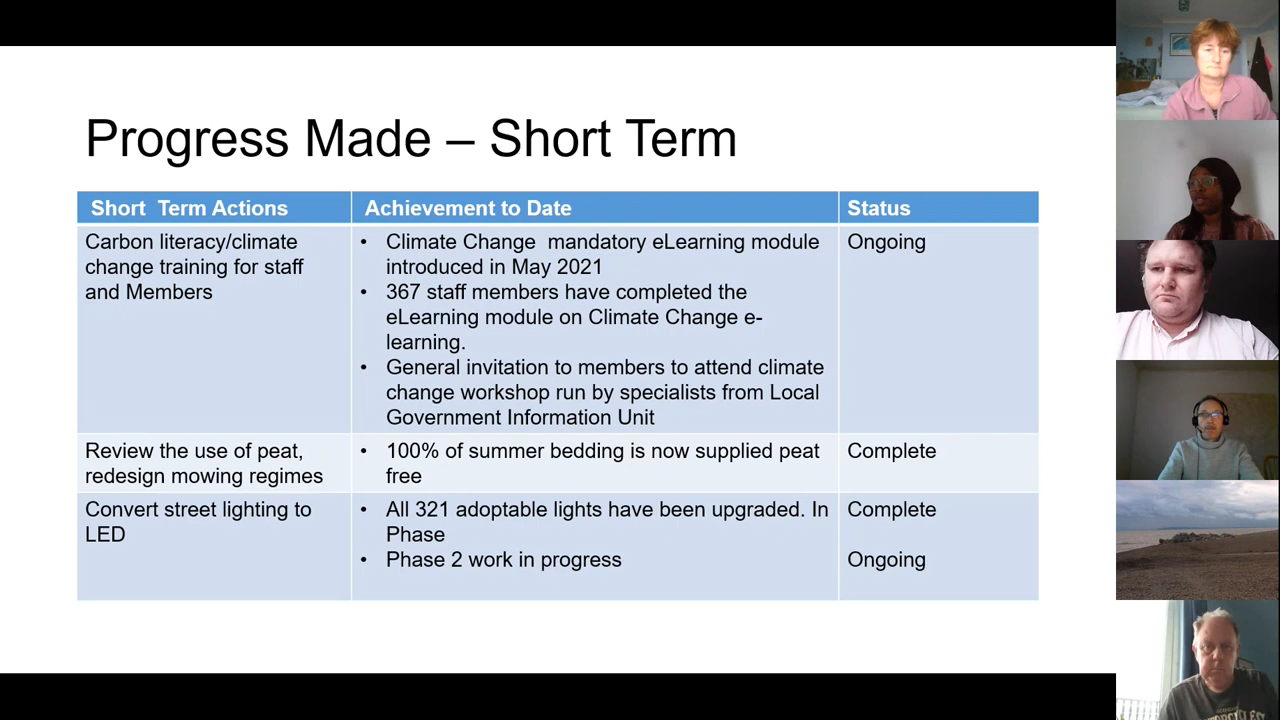 Progress Made – Short Term
Short Term Actions
Achievement to Date
Status
Carbon literacy/climate
change training for staff
and Members
• Climate Change mandatory eLearning module
introduced in May 2021
• 367 staff members have completed the
eLearning module on Climate Change e-
learning.
• General invitation to members to attend climate
change workshop run by specialists from Local
Government Information Unit
Ongoing
Review the use of peat,
redesign mowing regimes
• 100% of summer bedding is now supplied peat
free
Complete
Convert street lighting to
LED
• All 321 adoptable lights have been upgraded. In
Phase
• Phase 2 work in progress
Complete
Ongoing